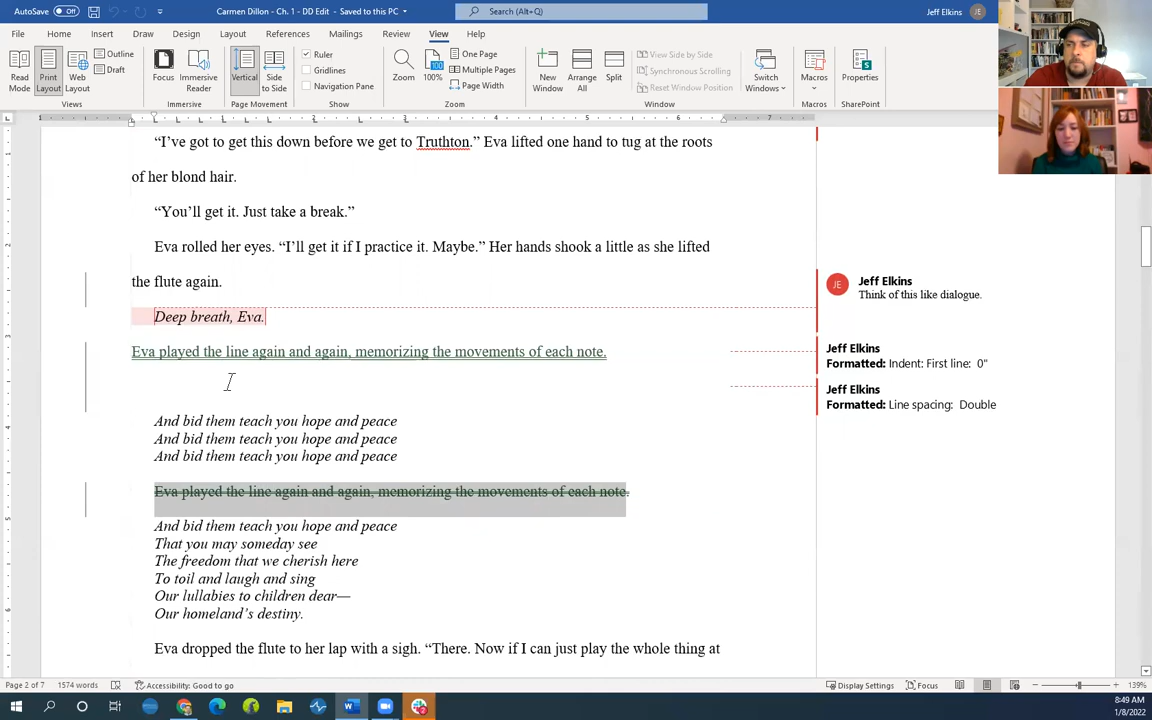 AutoSave Off Carmen Dillon - Ch. 1 - DD Edit - Saved to this PC Search (Alt+Q) Jeff Elkins JE
File Home Insert Draw Design Layout References Mailings Review View Help
Read Mode Print Layout Web Layout Outline Draft Focus Immersive Reader Vertical Side to Side Ruler Gridlines Navigation Pane Zoom 100% One Page Multiple Pages Page Width New Window Arrange All Split View Side by Side Synchronous Scrolling Reset Window Position Switch Windows Macros Properties
Views Immersive Page Movement Show Zoom Window Macros SharePoint
“I’ve got to get this down before we get to Truthton.” Eva lifted one hand to tug at the roots
of her blond hair.
“You’ll get it. Just take a break.”
Eva rolled her eyes. “I’ll get it if I practice it. Maybe.” Her hands shook a little as she lifted
the flute again.
JE Jeff Elkins
Think of this like dialogue.
Deep breath, Eva.
Eva played the line again and again, memorizing the movements of each note.
Jeff Elkins
Formatted: Indent: First line: 0"
Jeff Elkins
Formatted: Line spacing: Double
And bid them teach you hope and peace
And bid them teach you hope and peace
And bid them teach you hope and peace
Eva played the line again and again, memorizing the movements of each note.
And bid them teach you hope and peace
That you may someday see
The freedom that we cherish here
To toil and laugh and sing
Our lullabies to children dear—
Our homeland’s destiny.
Eva dropped the flute to her lap with a sigh. “There. Now if I can just play the whole thing at
Page 2 of 7 1574 words Accessibility: Good to go Display Settings Focus 139%
8:49 AM
1/8/2022